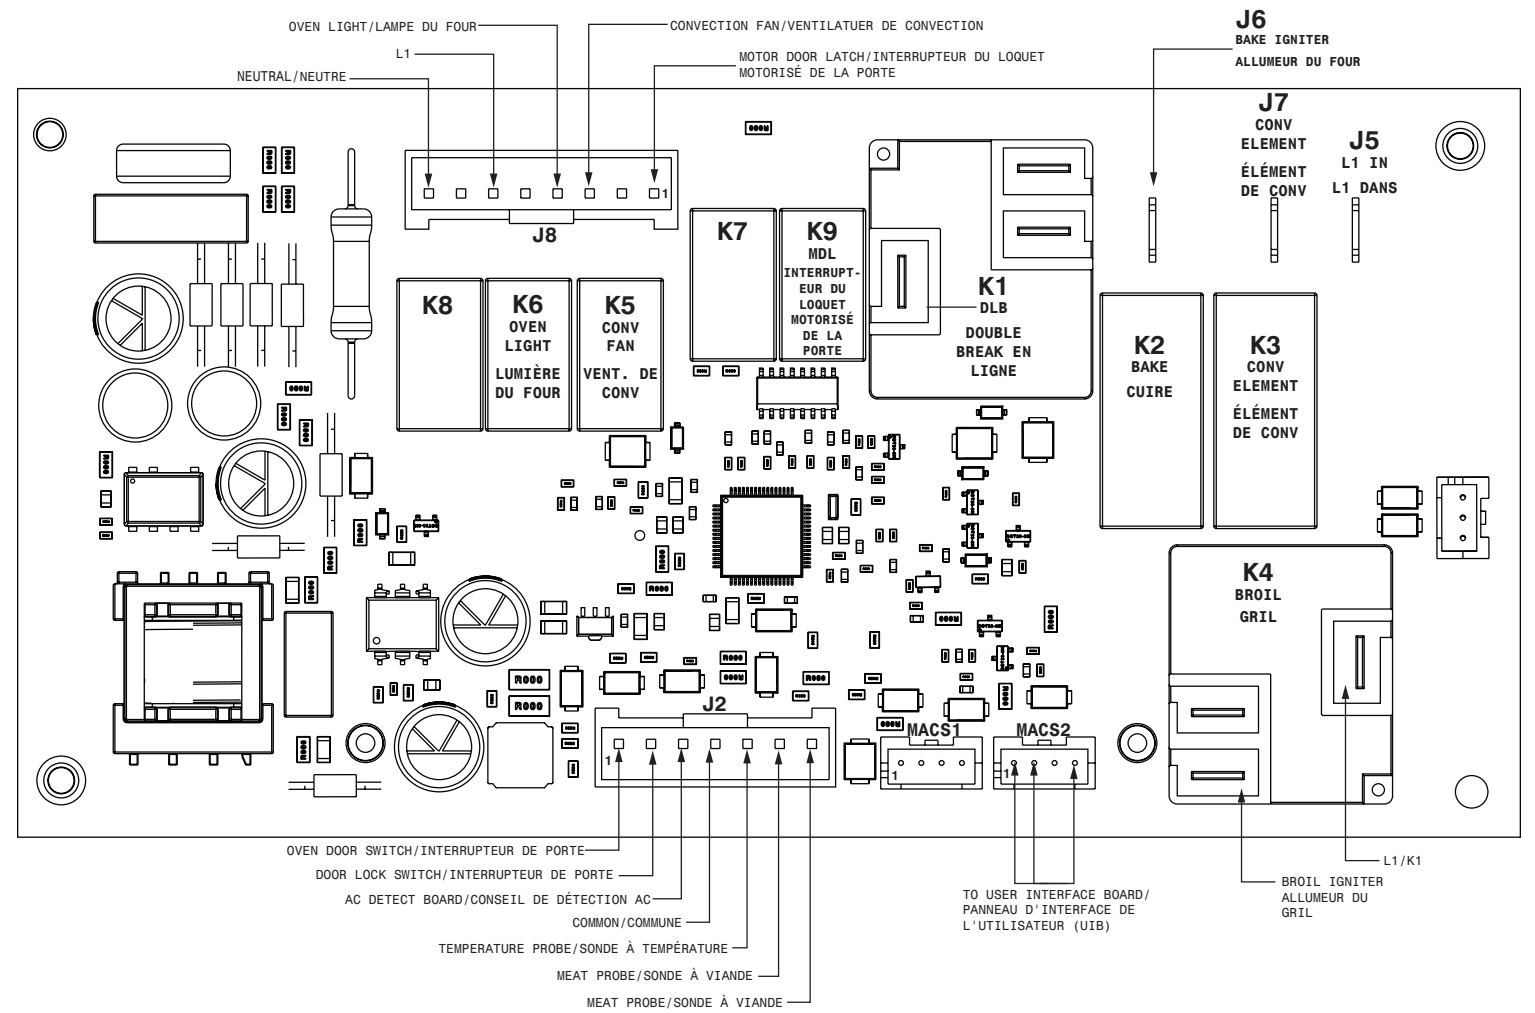 OVEN LIGHT/LAMPE DU FOUR
L1
NEUTRAL/NEUTRE
CONVECTION FAN/VENTILATUER DE CONVECTION
MOTOR DOOR LATCH/INTERRUPTEUR DU LOQUET
MOTORISÉ DE LA PORTE
J6
BAKE IGNITER
ALLUMEUR DU FOUR
J7
CONV
ELEMENT
ÉLÉMENT
DE CONV
J5
L1 IN
L1 DANS
1
J8
K7
K9
MDL
INTERRUPT-
EUR DU
LOQUET
MOTORISÉ
DE LA
PORTE
K8
K6
OVEN
LIGHT
LUMIÈRE
DU FOUR
K5
CONV
FAN
VENT. DE
CONV
K1
DLB
DOUBLE
BREAK EN
LIGNE
K2
BAKE
CUIRE
K3
CONV
ELEMENT
ÉLÉMENT
DE CONV
K4
BROIL
GRIL
R000
R000
J2
1
MACS1
1
MACS2
1
OVEN DOOR SWITCH/INTERRUPTEUR DE PORTE
DOOR LOCK SWITCH/INTERRUPTEUR DE PORTE
AC DETECT BOARD/CONSEIL DE DÉTECTION AC
COMMON/COMMUNE
TEMPERATURE PROBE/SONDE À TEMPÉRATURE
MEAT PROBE/SONDE À VIANDE
MEAT PROBE/SONDE À VIANDE
TO USER INTERFACE BOARD/
PANNEAU D'INTERFACE DE
L'UTILISATEUR (UIB)
L1/K1
BROIL IGNITER
ALLUMEUR DU
GRIL